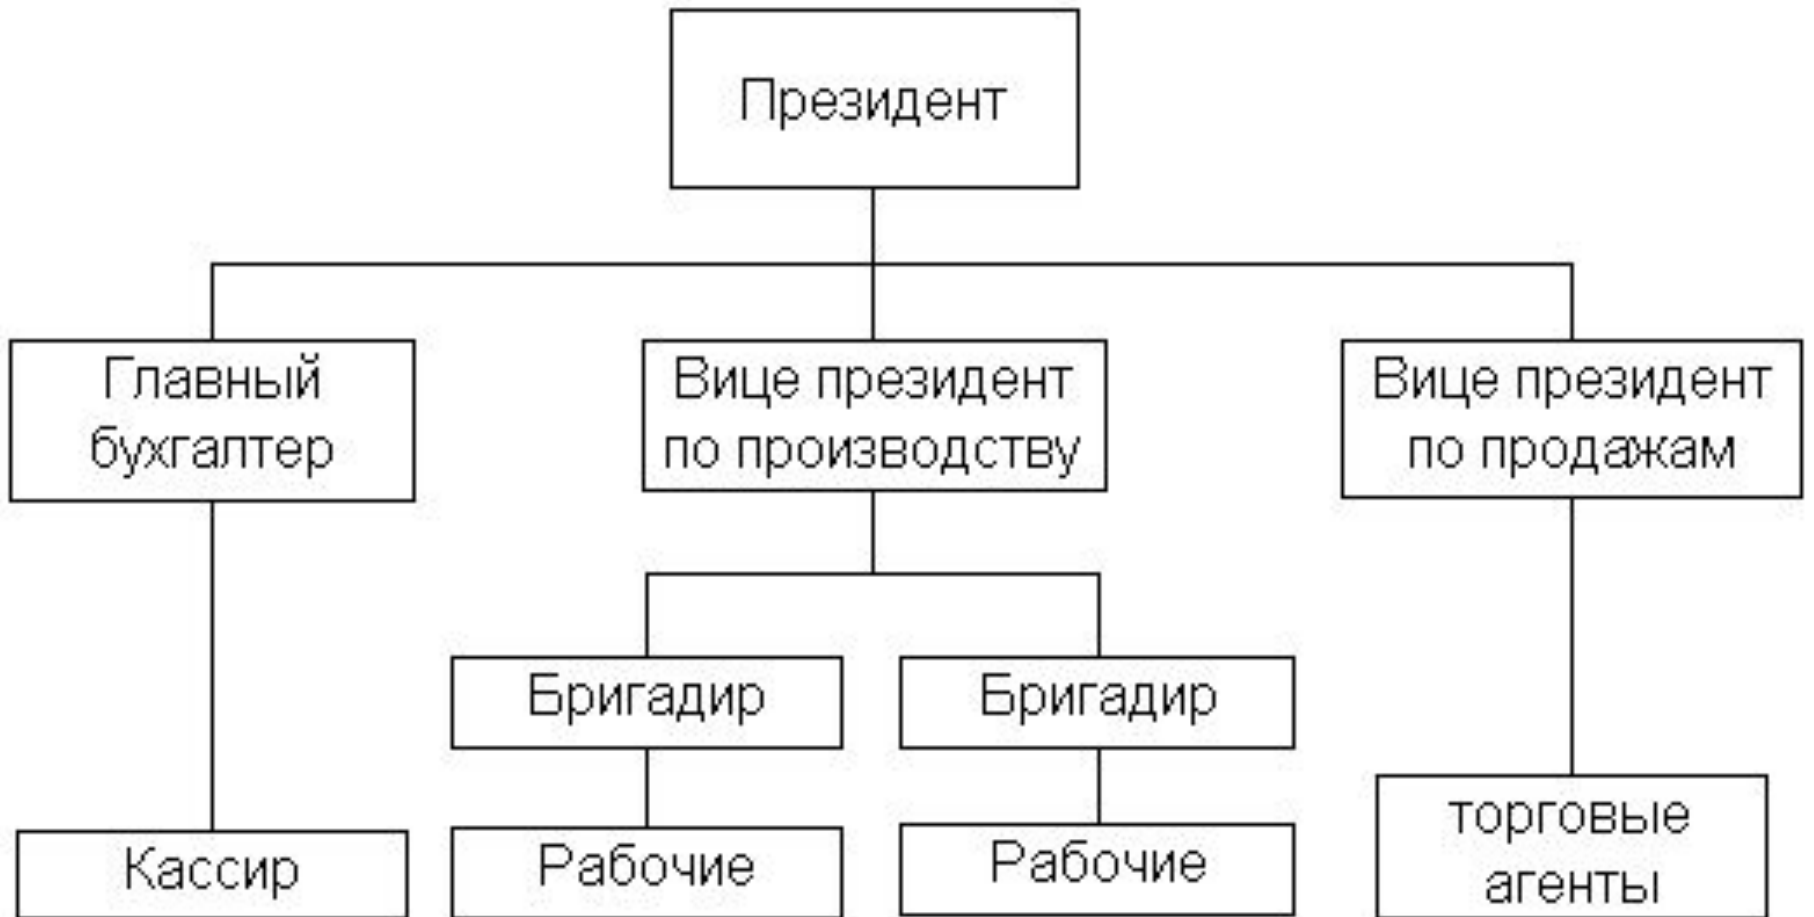 Президент
Главный
бухгалтер
Вице президент
по производству
Вице президент
по продажам
Бригадир
Бригадир
Кассир
Рабочие
Рабочие
торговые
агенты